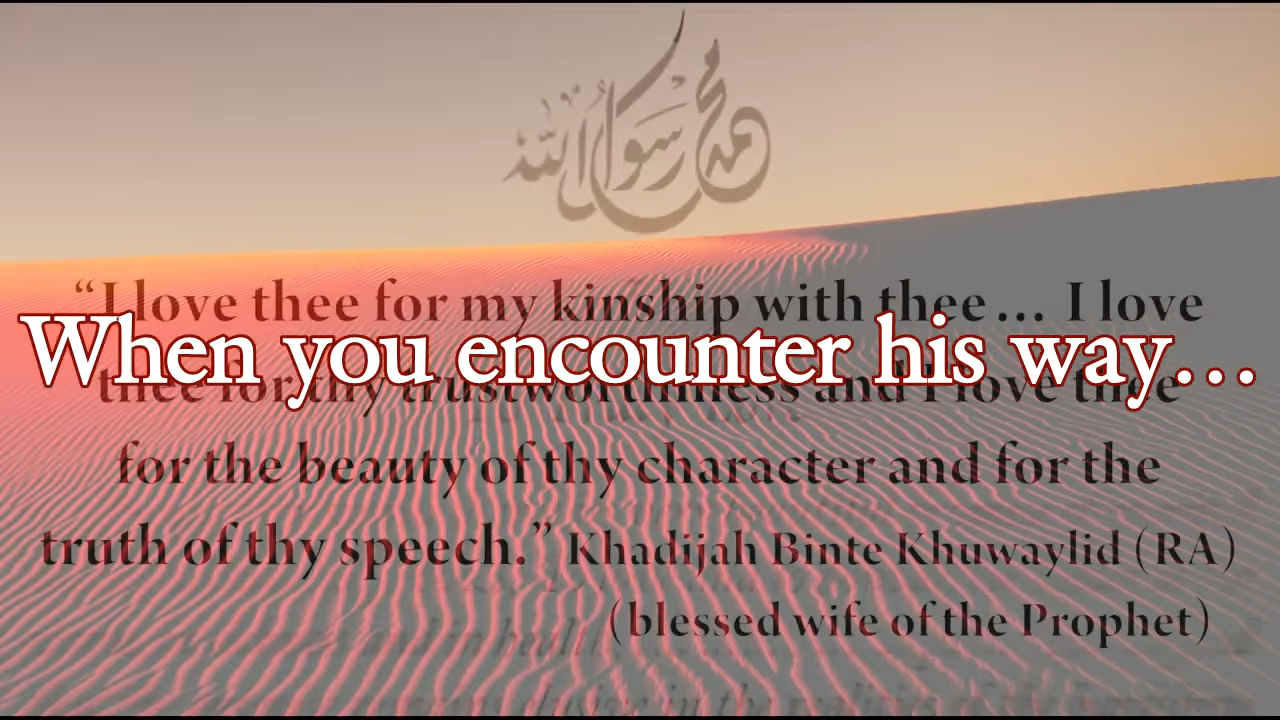 محمد رسول الله
“I love thee for my kinship with thee… I love
When you encounter his way…
thee for thy trustworthiness and I love thee
for the beauty of thy character and for the
truth of thy speech.” Khadijah Binte Khuwaylid (RA)
(blessed wife of the Prophet)